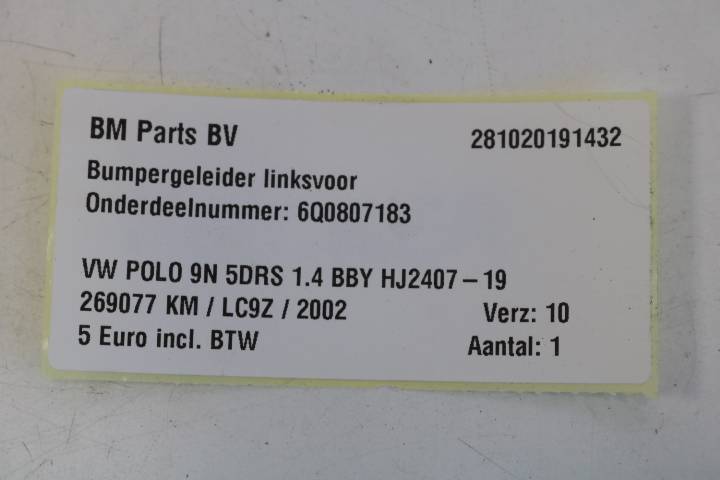 BM Parts BV 281020191432
Bumpergeleider linksvoor
Onderdeelnummer: 6Q0807183
VW POLO 9N 5DRS 1.4 BBY HJ2407-19
269077 KM / LC9Z / 2002 Verz: 10
5 Euro incl. BTW Aantal: 1